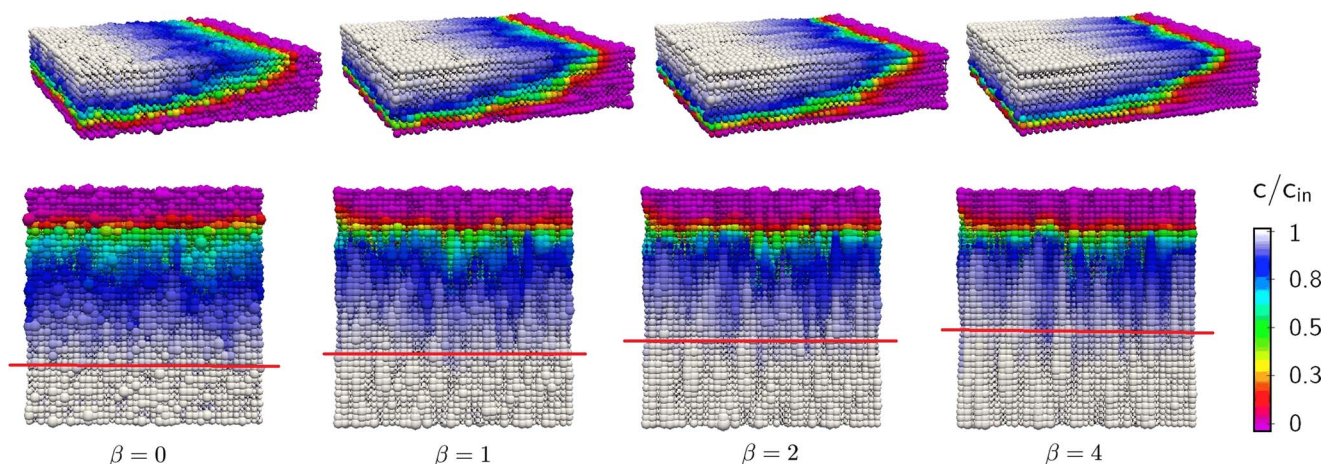 c/c_in
1
0.8
0.5
0.3
0
β = 0
β = 1
β = 2
β = 4